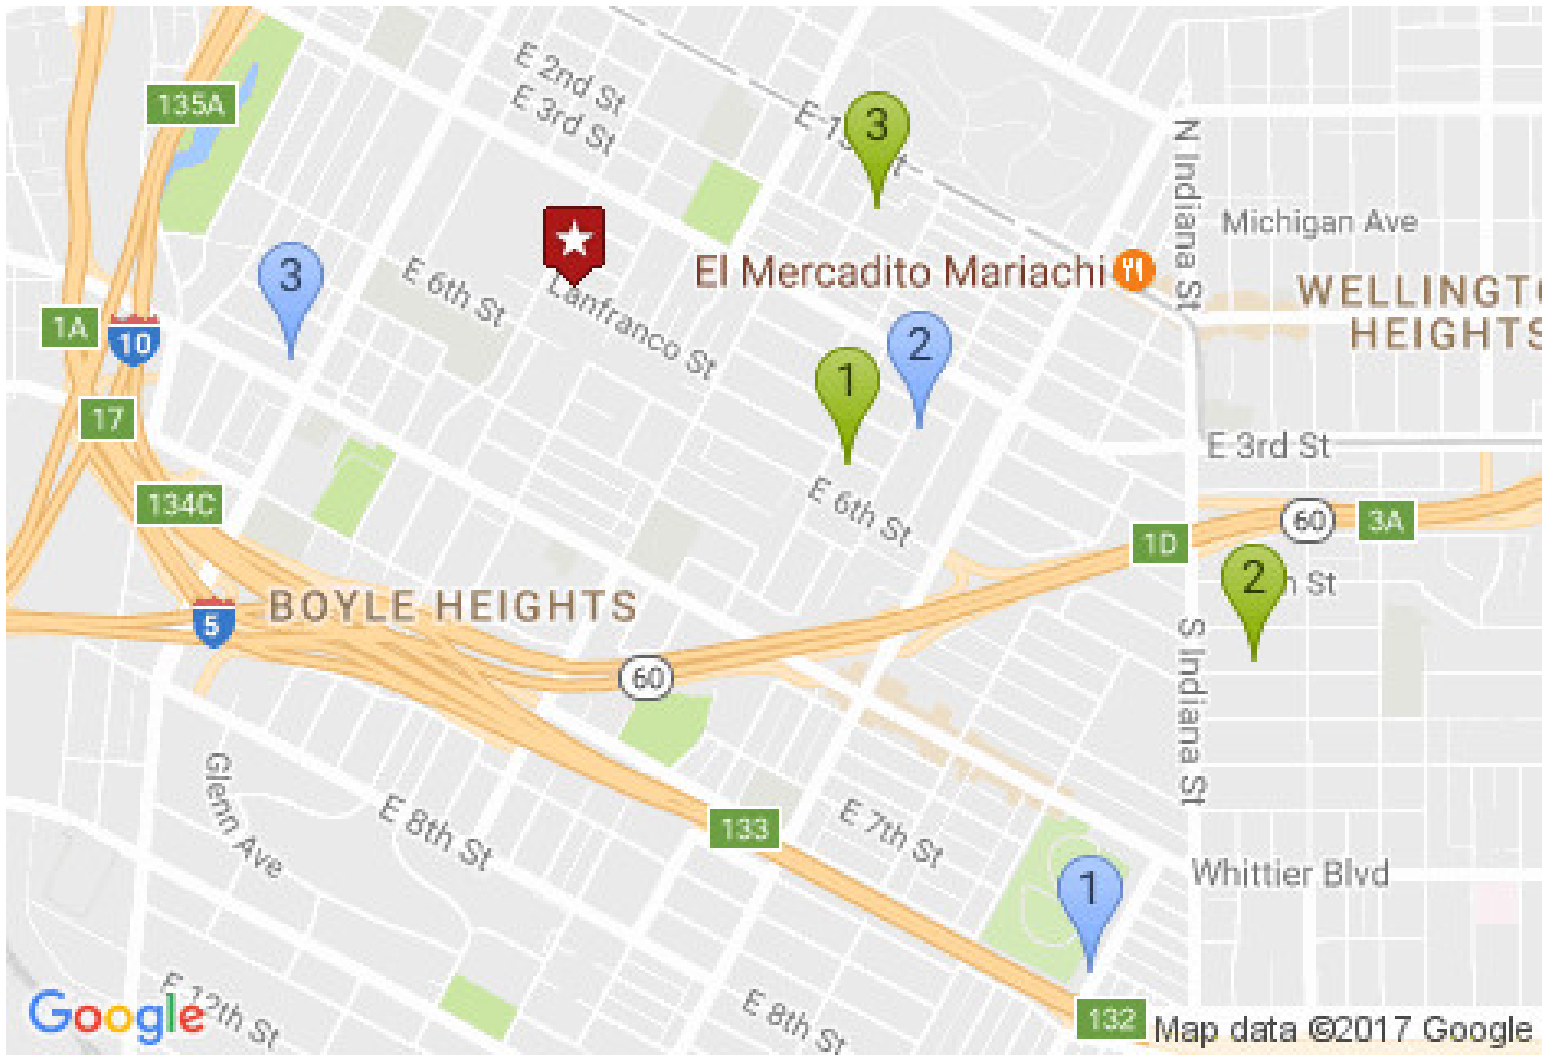 E 2nd St
E 3rd St
135A
E 1st
3
N Indiana St
Michigan Ave
El Mercadito Mariachi
3
E 6th St
Lanfranco St
WELLINGTO
HEIGHTS
1A
10
2
1
17
E 3rd St
134C
E 6th St
60
3A
1D
2
h St
BOYLE HEIGHTS
5
60
S Indiana St
Glenn Ave
E 8th St
133
E 7th St
1
Whittier Blvd
Google
E 12th St
E 8th St
132
Map data ©2017 Google